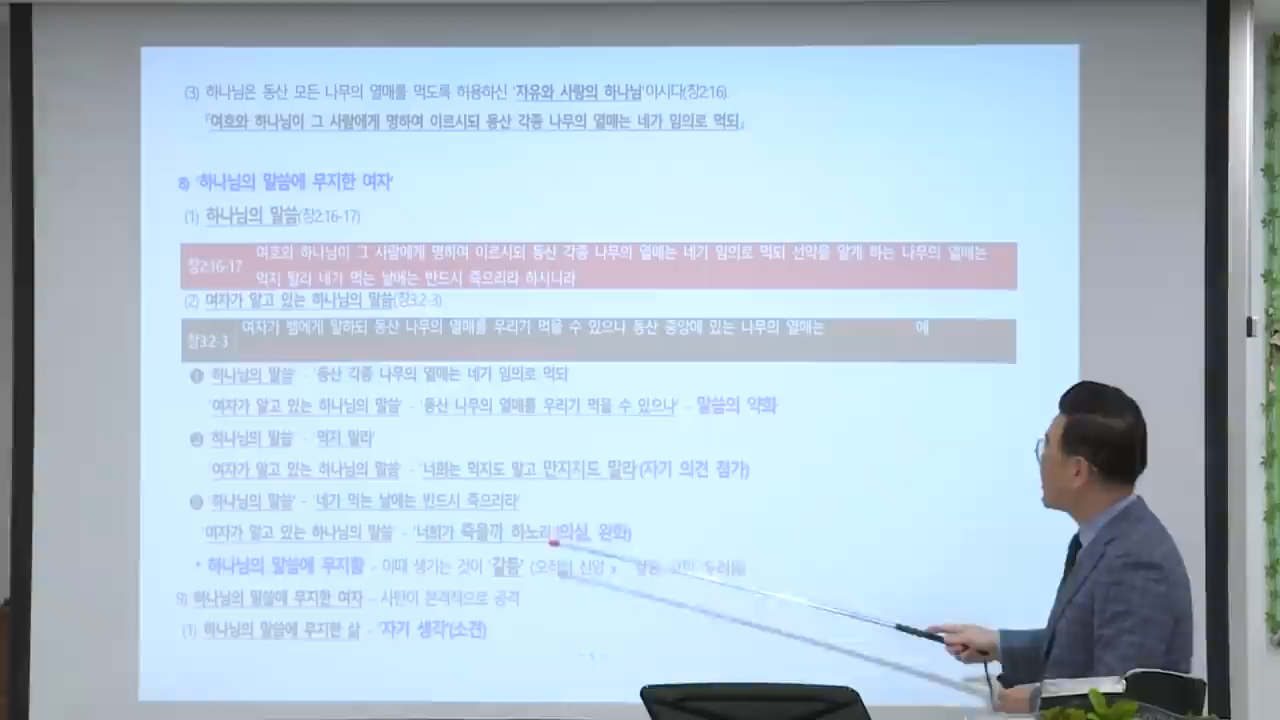 (3) 하나님은 동산 모든 나무의 열매를 먹도록 허용하신 '자유와 사랑의 하나님'이시다(창2:16).
「여호와 하나님이 그 사람에게 명하여 이르시되 동산 각종 나무의 열매는 네가 임의로 먹되」
8) '하나님의 말씀에 무지한 여자'
(1) 하나님의 말씀(창2:16-17)
창2:16-17 여호와 하나님이 그 사람에게 명하여 이르시되 동산 각종 나무의 열매는 네가 임의로 먹되 선악을 알게 하는 나무의 열매는
먹지 말라 네가 먹는 날에는 반드시 죽으리라 하시니라
(2) 여자가 알고 있는 하나님의 말씀(창3:2-3)
창3:2-3 여자가 뱀에게 말하되 동산 나무의 열매를 우리가 먹을 수 있으나 동산 중앙에 있는 나무의 열매는
❶ 하나님의 말씀' - '동산 각종 나무의 열매는 네가 임의로 먹되'
여자가 알고 있는 하나님의 말씀' - '동산 나무의 열매를 우리가 먹을 수 있으나' - 말씀의 약화
❷ 하나님의 말씀' - '먹지 말라'
여자가 알고 있는 하나님의 말씀' - '너희는 먹지도 말고 만지지도 말라'(자기 의견 첨가)
❸ 하나님의 말씀' - '네가 먹는 날에는 반드시 죽으리라'
여자가 알고 있는 하나님의 말씀' - '너희가 죽을까 하노라'(의심, 완화)
* 하나님의 말씀에 무지함 - 이때 생기는 것이 '갈등'
9) 하나님의 말씀에 무지한 여자 - 사탄이 본격적으로 공격
(1) 하나님의 말씀에 무지한 삶 - '자기 생각'(소견)